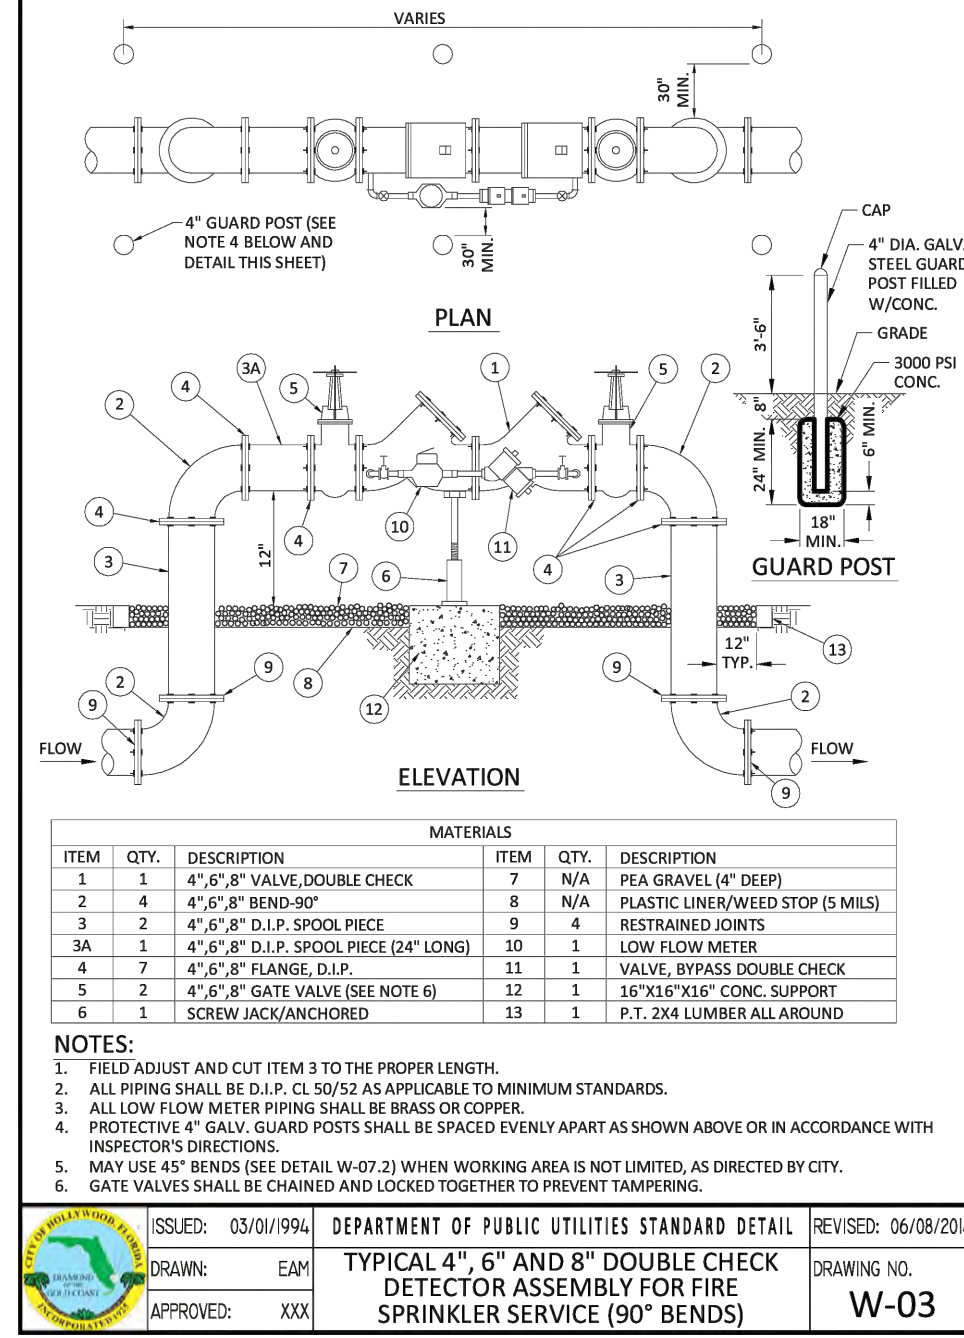 VARIES
30" MIN.
4" GUARD POST (SEE
NOTE 4 BELOW AND
DETAIL THIS SHEET)
30" MIN.
PLAN
CAP
4" DIA. GALV.
STEEL GUARD
POST FILLED
W/CONC.
GRADE
3000 PSI
CONC.
3'-6"
8"
24" MIN.
6" MIN.
18"
MIN.
GUARD POST
2
4
3A
5
1
5
2
4
3
12"
4
7
6
10
11
4
3
12"
TYP.
13
2
9
9
8
12
9
2
9
FLOW
FLOW
ELEVATION
MATERIALS
ITEM QTY. DESCRIPTION ITEM QTY. DESCRIPTION
1 1 4",6",8" VALVE,DOUBLE CHECK 7 N/A PEA GRAVEL (4" DEEP)
2 4 4",6",8" BEND-90° 8 N/A PLASTIC LINER/WEED STOP (5 MILS)
3 2 4",6",8" D.I.P. SPOOL PIECE 9 4 RESTRAINED JOINTS
3A 1 4",6",8" D.I.P. SPOOL PIECE (24" LONG) 10 1 LOW FLOW METER
4 7 4",6",8" FLANGE, D.I.P. 11 1 VALVE, BYPASS DOUBLE CHECK
5 2 4",6",8" GATE VALVE (SEE NOTE 6) 12 1 16"X16"X16" CONC. SUPPORT
6 1 SCREW JACK/ANCHORED 13 1 P.T. 2X4 LUMBER ALL AROUND
NOTES:
1. FIELD ADJUST AND CUT ITEM 3 TO THE PROPER LENGTH.
2. ALL PIPING SHALL BE D.I.P. CL 50/52 AS APPLICABLE TO MINIMUM STANDARDS.
3. ALL LOW FLOW METER PIPING SHALL BE BRASS OR COPPER.
4. PROTECTIVE 4" GALV. GUARD POSTS SHALL BE SPACED EVENLY APART AS SHOWN ABOVE OR IN ACCORDANCE WITH
INSPECTOR'S DIRECTIONS.
5. MAY USE 45° BENDS (SEE DETAIL W-07.2) WHEN WORKING AREA IS NOT LIMITED, AS DIRECTED BY CITY.
6. GATE VALVES SHALL BE CHAINED AND LOCKED TOGETHER TO PREVENT TAMPERING.
CITY OF HOLLYWOOD, FLORIDA
DIAMOND
OF THE
GOLD COAST
INCORPORATED 1925
ISSUED: 03/01/1994
DRAWN: EAM
APPROVED: XXX
DEPARTMENT OF PUBLIC UTILITIES STANDARD DETAIL
TYPICAL 4", 6" AND 8" DOUBLE CHECK
DETECTOR ASSEMBLY FOR FIRE
SPRINKLER SERVICE (90° BENDS)
REVISED: 06/08/201
DRAWING NO.
W-03